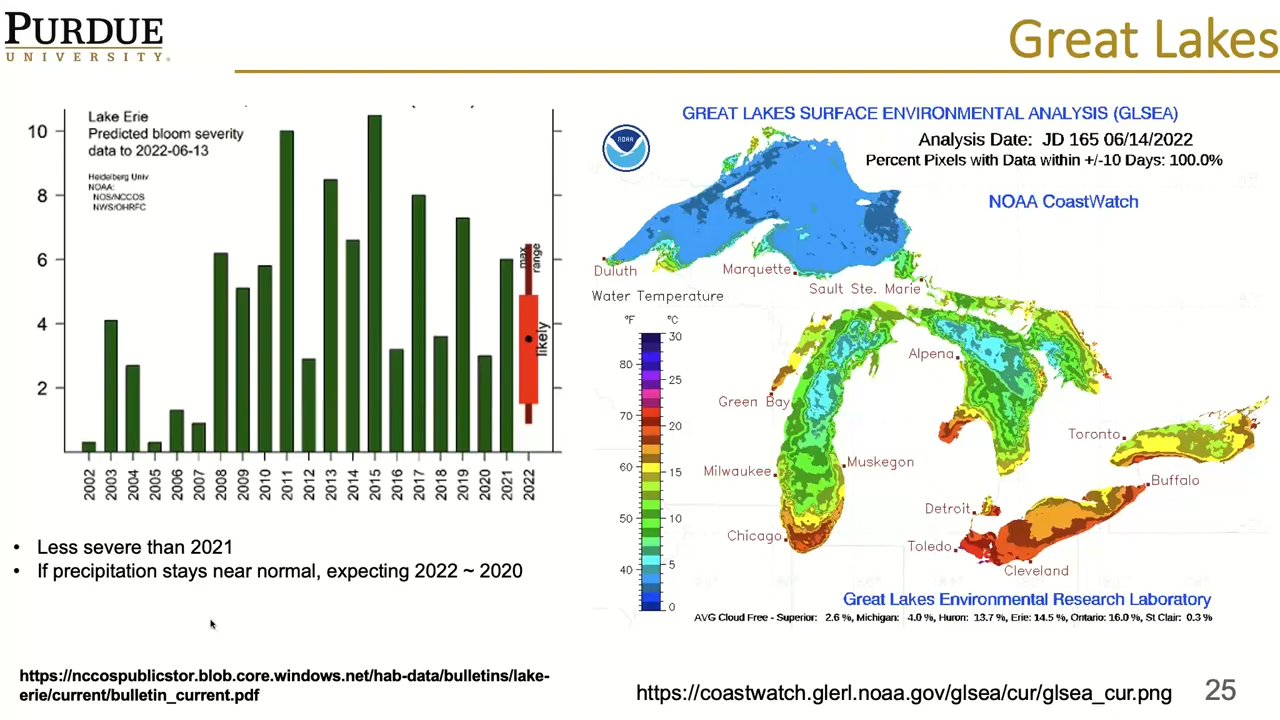 PURDUE
UNIVERSITY®
Great Lakes
Lake Erie
Predicted bloom severity
data to 2022-06-13
Heidelberg Univ
NOAA:
NOS/NCCOS
NWS/OHRFC
10
8
6
4
2
max
range
likely
2002
2003
2004
2005
2006
2007
2008
2009
2010
2011
2012
2013
2014
2015
2016
2017
2018
2019
2020
2021
2022
• Less severe than 2021
• If precipitation stays near normal, expecting 2022 ~ 2020
https://nccospublicstor.blob.core.windows.net/hab-data/bulletins/lake-
erie/current/bulletin_current.pdf
GREAT LAKES SURFACE ENVIRONMENTAL ANALYSIS (GLSEA)
NOAA
Analysis Date: JD 165 06/14/2022
Percent Pixels with Data within +/-10 Days: 100.0%
NOAA CoastWatch
Duluth
Marquette
Sault Ste. Marie
Water Temperature
°F °C
30
80
25
70
20
60
15
50
10
5
40
0
Alpena
Green Bay
Toronto
Milwaukee
Muskegon
Buffalo
Detroit
Chicago
Toledo
Cleveland
Great Lakes Environmental Research Laboratory
AVG Cloud Free - Superior: 2.6 %, Michigan: 4.0 %, Huron: 13.7 %, Erie: 14.5 %, Ontario: 16.0 %, St Clair: 0.3 %
https://coastwatch.glerl.noaa.gov/glsea/cur/glsea_cur.png
25